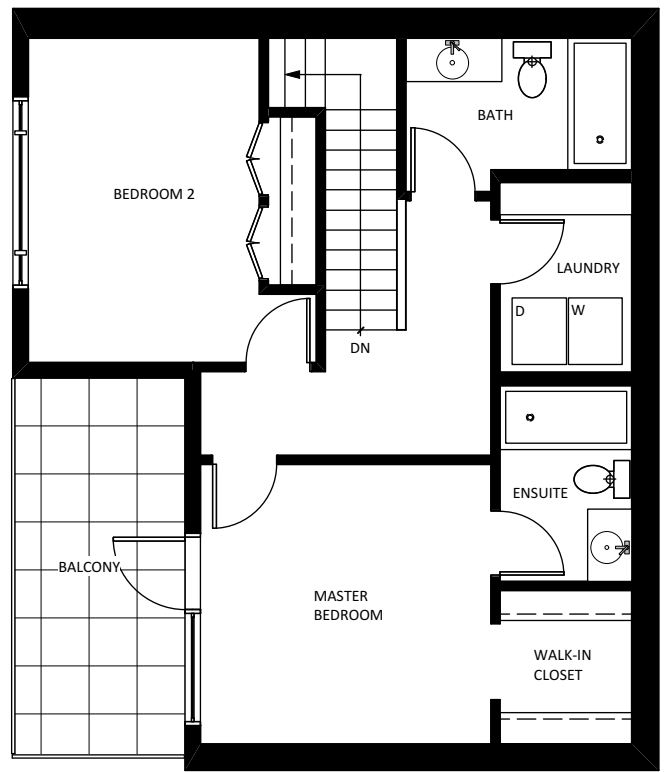 BATH
BEDROOM 2
LAUNDRY
D
W
DN
ENSUITE
BALCONY
MASTER
BEDROOM
WALK-IN
CLOSET